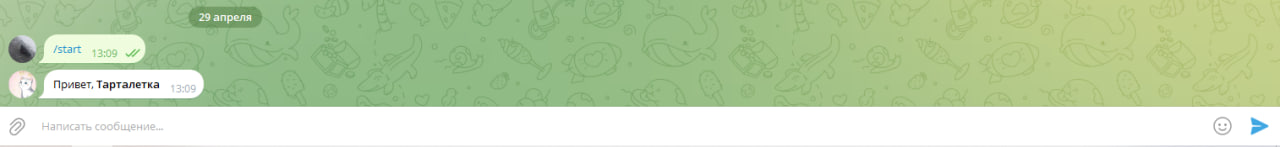 29 апреля
/start 13:09
Привет, Тарталетка 13:09
Написать сообщение...